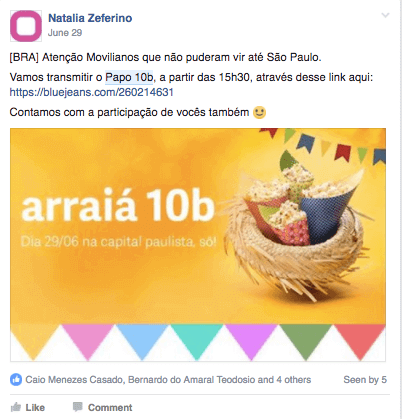 Natalia Zeferino
June 29
[BRA] Atenção Movilianos que não puderam vir até São Paulo.
Vamos transmitir o Papo 10b, a partir das 15h30, através desse link aqui:
https://bluejeans.com/260214631
Contamos com a participação de vocês também 😀
arraiá 10b
Dia 29/06 na capital paulista, só!
Caio Menezes Casado, Bernardo do Amaral Teodosio and 4 others
Seen by 5
Like
Comment